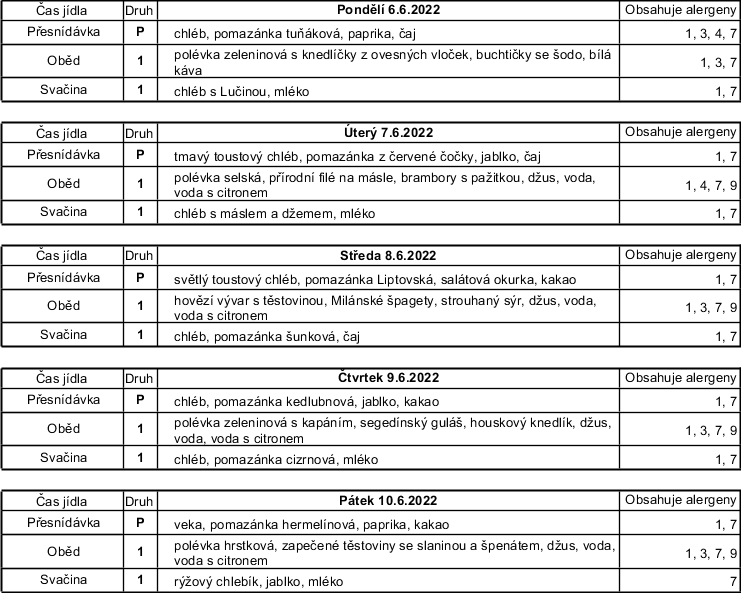 Čas jídla Druh Pondělí 6.6.2022 Obsahuje alergeny
Přesnídávka P chléb, pomazánka tuňáková, paprika, čaj 1, 3, 4, 7
Oběd 1 polévka zeleninová s knedlíčky z ovesných vloček, buchtičky se šodo, bílá
káva 1, 3, 7
Svačina 1 chléb s Lučinou, mléko 1, 7
Čas jídla Druh Úterý 7.6.2022 Obsahuje alergeny
Přesnídávka P tmavý toustový chléb, pomazánka z červené čočky, jablko, čaj 1, 7
Oběd 1 polévka selská, přírodní filé na másle, brambory s pažitkou, džus, voda,
voda s citronem 1, 4, 7, 9
Svačina 1 chléb s máslem a džemem, mléko 1, 7
Čas jídla Druh Středa 8.6.2022 Obsahuje alergeny
Přesnídávka P světlý toustový chléb, pomazánka Liptovská, salátová okurka, kakao 1, 7
Oběd 1 hovězí vývar s těstovinou, Milánské špagety, strouhaný sýr, džus, voda,
voda s citronem 1, 3, 7, 9
Svačina 1 chléb, pomazánka šunková, čaj 1, 7
Čas jídla Druh Čtvrtek 9.6.2022 Obsahuje alergeny
Přesnídávka P chléb, pomazánka kedlubnová, jablko, kakao 1, 7
Oběd 1 polévka zeleninová s kapáním, segedínský guláš, houskový knedlík, džus,
voda, voda s citronem 1, 3, 7, 9
Svačina 1 chléb, pomazánka cizrnová, mléko 1, 7
Čas jídla Druh Pátek 10.6.2022 Obsahuje alergeny
Přesnídávka P veka, pomazánka hermelínová, paprika, kakao 1, 7
Oběd 1 polévka hrstková, zapečené těstoviny se slaninou a špenátem, džus, voda,
voda s citronem 1, 3, 7, 9
Svačina 1 rýžový chlebík, jablko, mléko 7